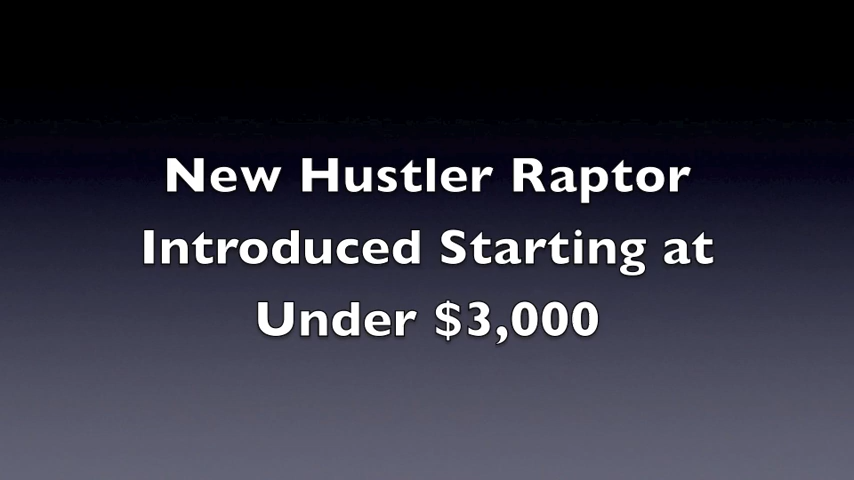 New Hustler Raptor
Introduced Starting at
Under $3,000